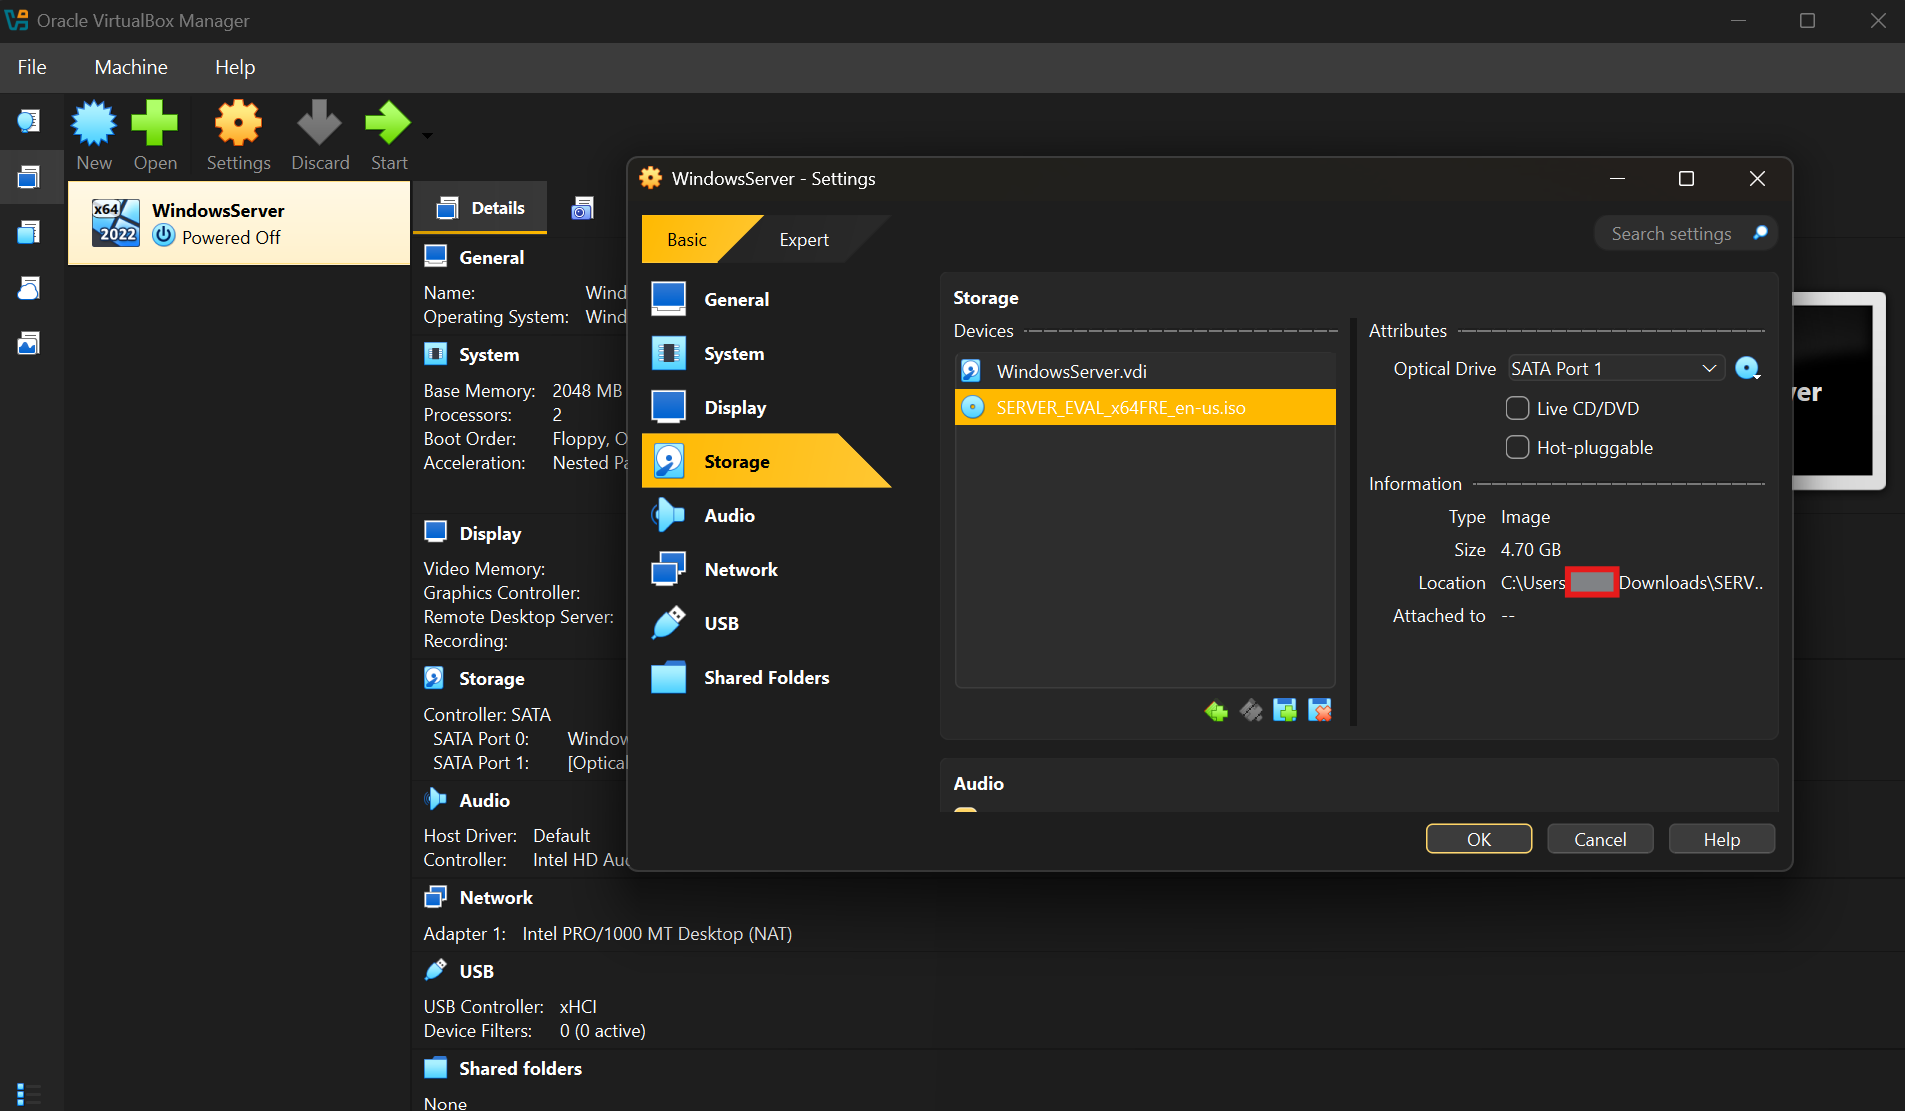 Oracle VirtualBox Manager
File Machine Help
New Open Settings Discard Start
x64
2022
WindowsServer
Powered Off
Details
General
Name: Wind
Operating System: Wind
System
Base Memory: 2048 MB
Processors: 2
Boot Order: Floppy, O
Acceleration: Nested Pa
Display
Video Memory:
Graphics Controller:
Remote Desktop Server:
Recording:
Storage
Controller: SATA
SATA Port 0: Window
SATA Port 1: [Optical
Audio
Host Driver: Default
Controller: Intel HD Au
Network
Adapter 1: Intel PRO/1000 MT Desktop (NAT)
USB
USB Controller: xHCI
Device Filters: 0 (0 active)
Shared folders
None
WindowsServer - Settings
Basic Expert
Search settings
General
System
Display
Storage
Audio
Network
USB
Shared Folders
Storage
Devices
WindowsServer.vdi
SERVER_EVAL_x64FRE_en-us.iso
Attributes
Optical Drive SATA Port 1
Live CD/DVD
Hot-pluggable
Information
Type Image
Size 4.70 GB
Location C:\Users Downloads\SERV..
Attached to --
Audio
OK Cancel Help
ver